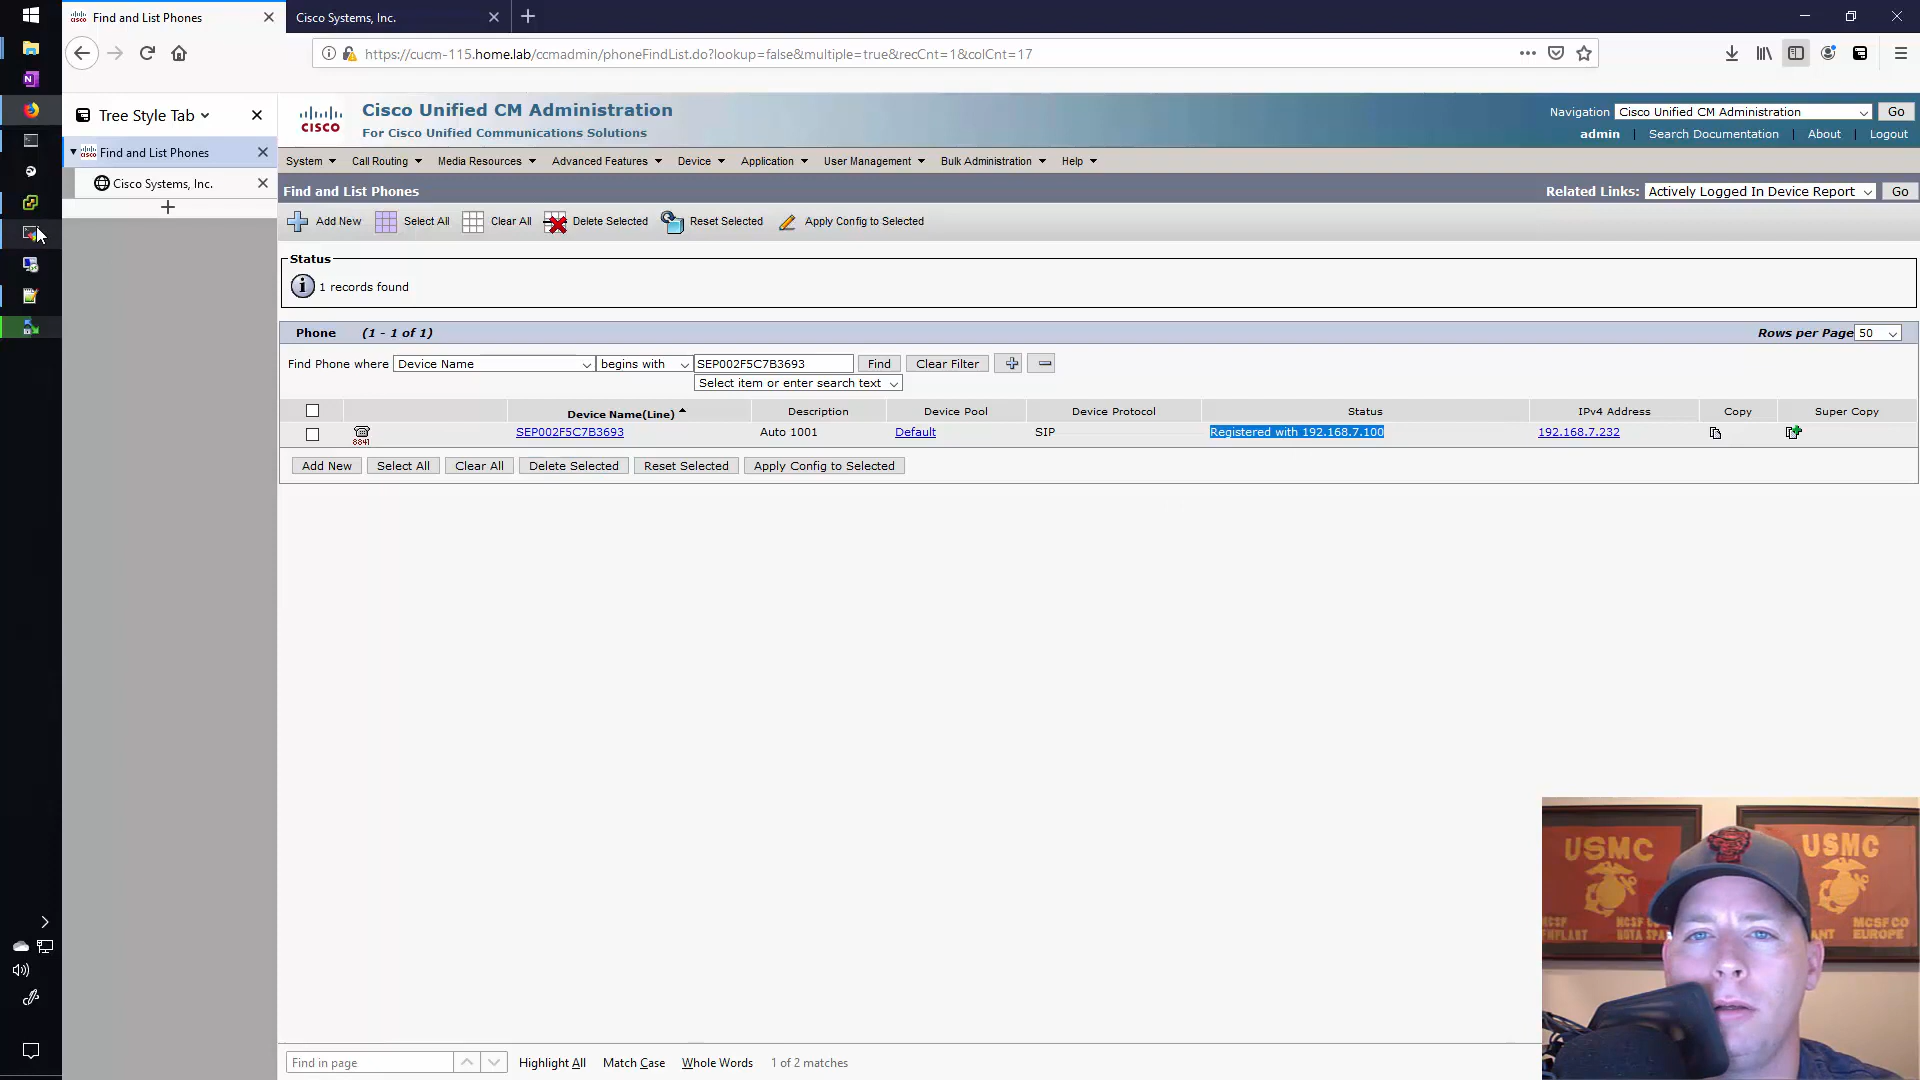 Find and List Phones
Cisco Systems, Inc.
https://cucm-115.home.lab/ccmadmin/phoneFindList.do?lookup=false&multiple=true&recCnt=1&colCnt=17
Tree Style Tab
Find and List Phones
Cisco Systems, Inc.
CISCO
Cisco Unified CM Administration
For Cisco Unified Communications Solutions
Navigation Cisco Unified CM Administration Go
admin | Search Documentation | About | Logout
System Call Routing Media Resources Advanced Features Device Application User Management Bulk Administration Help
Find and List Phones
Related Links: Actively Logged In Device Report Go
Add New Select All Clear All Delete Selected Reset Selected Apply Config to Selected
Status
1 records found
Phone (1 - 1 of 1) Rows per Page 50
Find Phone where Device Name begins with SEP002F5C7B3693 Find Clear Filter
Select item or enter search text
Device Name(Line) Description Device Pool Device Protocol Status IPv4 Address Copy Super Copy
8841 SEP002F5C7B3693 Auto 1001 Default SIP Registered with 192.168.7.100 192.168.7.232
Add New Select All Clear All Delete Selected Reset Selected Apply Config to Selected
USMC USMC
MCSF MCSF CO
EUROPE
Find in page Highlight All Match Case Whole Words 1 of 2 matches